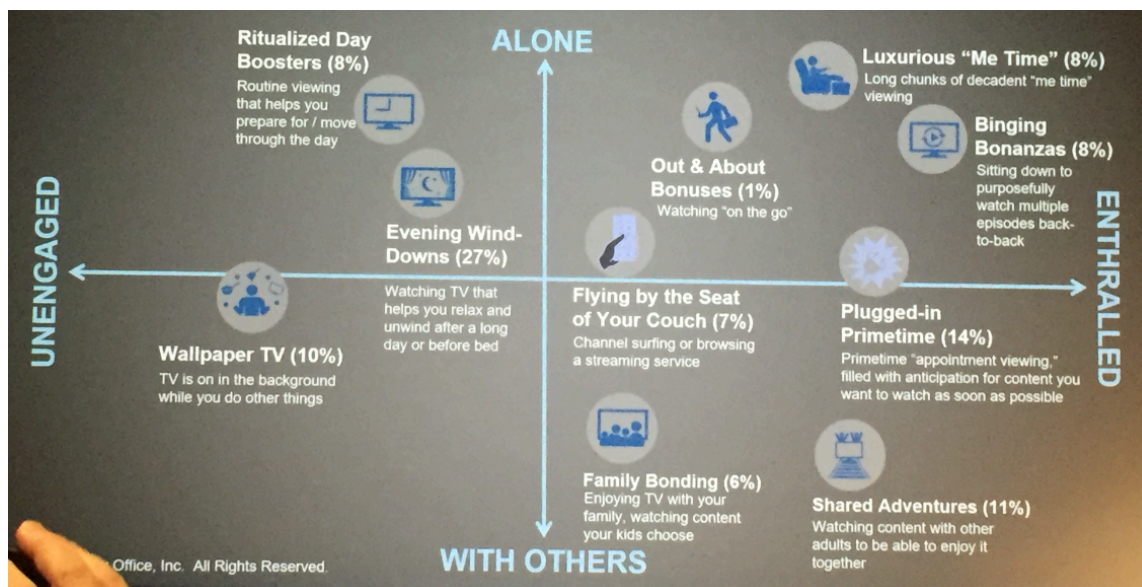 ALONE
Ritualized Day
Boosters (8%)
Routine viewing
that helps you
prepare for / move
through the day
Luxurious "Me Time" (8%)
Long chunks of decadent "me time"
viewing
Binging
Bonanzas (8%)
Sitting down to
purposefully
watch multiple
episodes back-
to-back
Out & About
Bonuses (1%)
Watching "on the go"
UNENGAGED
ENTHRALLED
Evening Wind-
Downs (27%)
Watching TV that
helps you relax and
unwind after a long
day or before bed
Wallpaper TV (10%)
TV is on in the background
while you do other things
Flying by the Seat
of Your Couch (7%)
Channel surfing or browsing
a streaming service
Plugged-in
Primetime (14%)
Primetime "appointment viewing,"
filled with anticipation for content you
want to watch as soon as possible
Family Bonding (6%)
Enjoying TV with your
family, watching content
your kids choose
Shared Adventures (11%)
Watching content with other
adults to be able to enjoy it
together
WITH OTHERS
Office, Inc. All Rights Reserved.